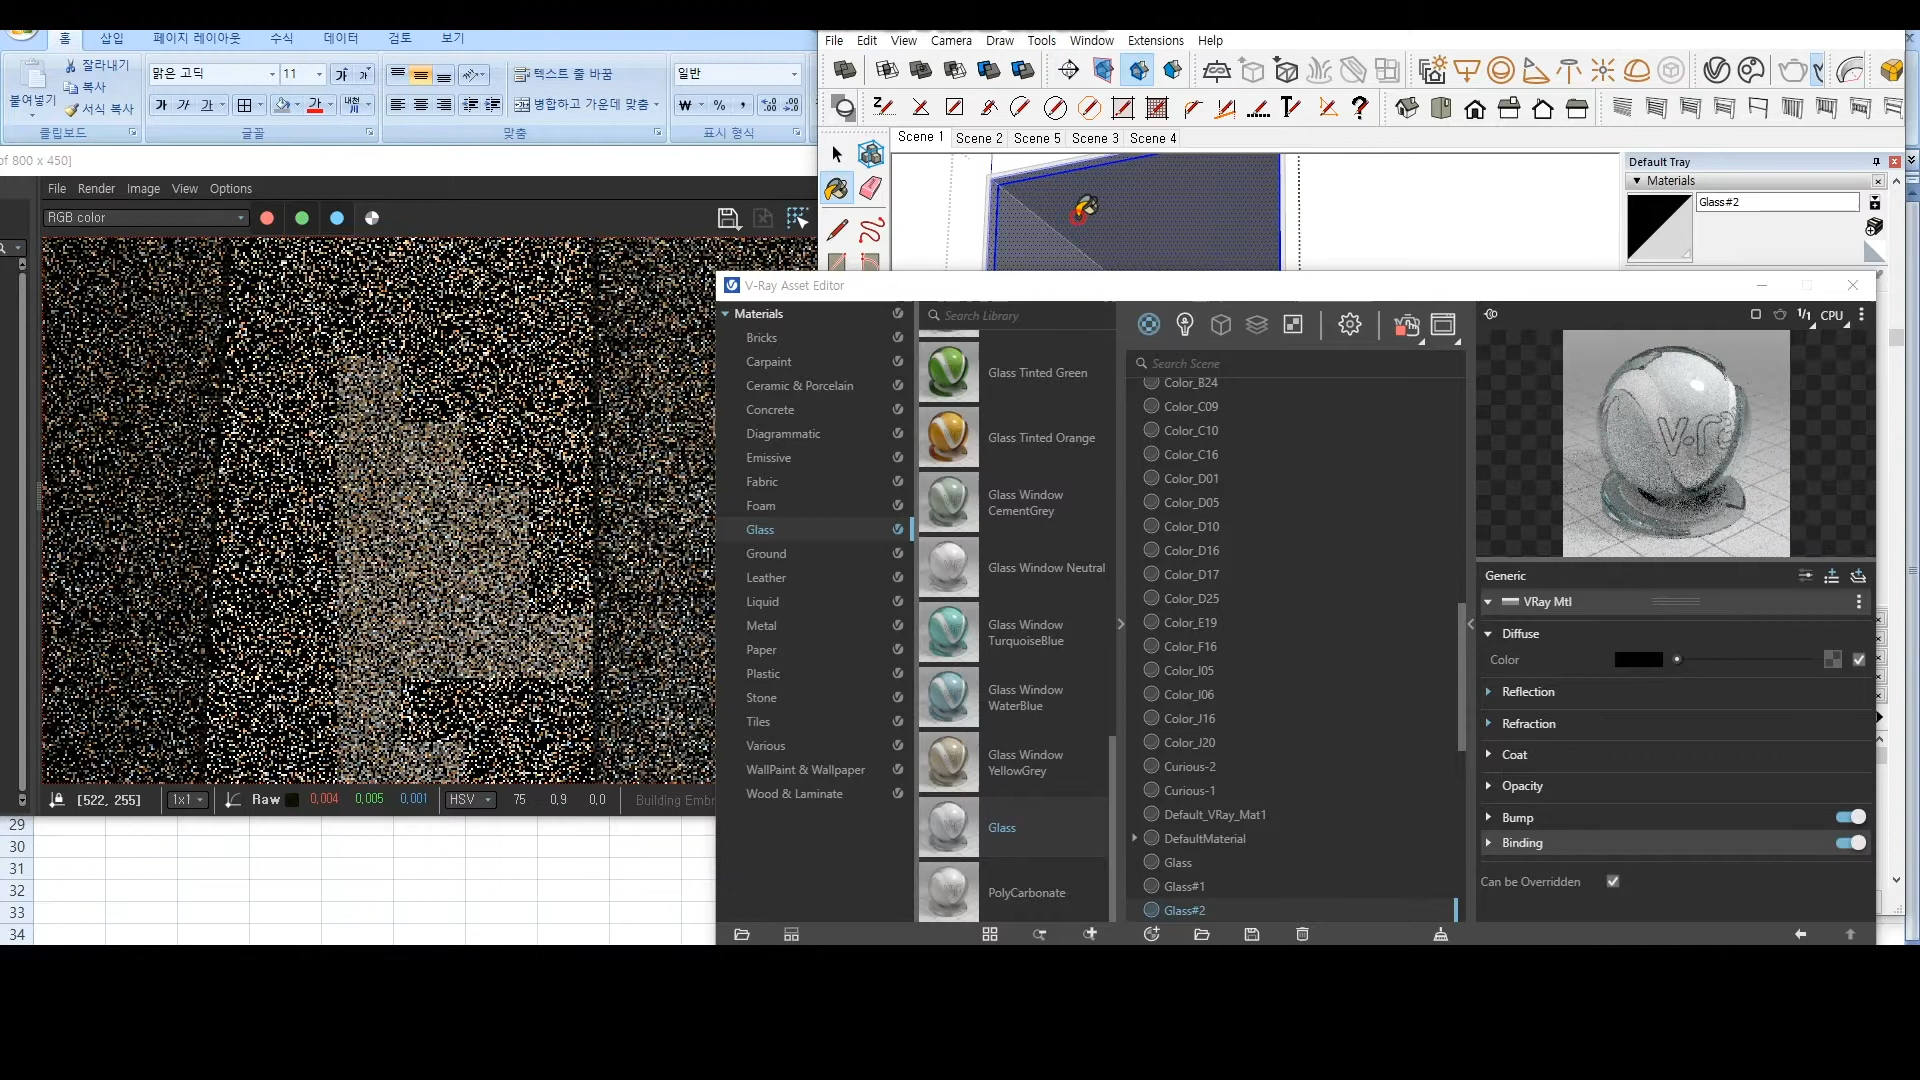 홈 삽입 페이지 레이아웃 수식 데이터 검토 보기
잘라내기
복사
서식 복사
붙여넣기
클립보드
맑은 고딕 11
가 가 가
글꼴
텍스트 줄 바꿈
병합하고 가운데 맞춤
맞춤
일반
표시 형식
of 800 x 450]
File Render Image View Options
RGB color
[522, 255] 1x1 Raw 0,004 0,005 0,001 HSV 75 0,9 0,0 Building Embr
29
30
31
32
33
34
File Edit View Camera Draw Tools Window Extensions Help
Scene 1 Scene 2 Scene 5 Scene 3 Scene 4
Default Tray
Materials
Glass#2
V-Ray Asset Editor
Materials
Bricks
Carpaint
Ceramic & Porcelain
Concrete
Diagrammatic
Emissive
Fabric
Foam
Glass
Ground
Leather
Liquid
Metal
Paper
Plastic
Stone
Tiles
Various
WallPaint & Wallpaper
Wood & Laminate
Search Library
Glass Tinted Green
Glass Tinted Orange
Glass Window
CementGrey
Glass Window Neutral
Glass Window
TurquoiseBlue
Glass Window
WaterBlue
Glass Window
YellowGrey
Glass
PolyCarbonate
Search Scene
Color_B24
Color_C09
Color_C10
Color_C16
Color_D01
Color_D05
Color_D10
Color_D16
Color_D17
Color_D25
Color_E19
Color_F16
Color_I05
Color_I06
Color_J16
Color_J20
Curious-2
Curious-1
Default_VRay_Mat1
DefaultMaterial
Glass
Glass#1
Glass#2
1/1 CPU
Generic
VRay Mtl
Diffuse
Color
Reflection
Refraction
Coat
Opacity
Bump
Binding
Can be Overridden